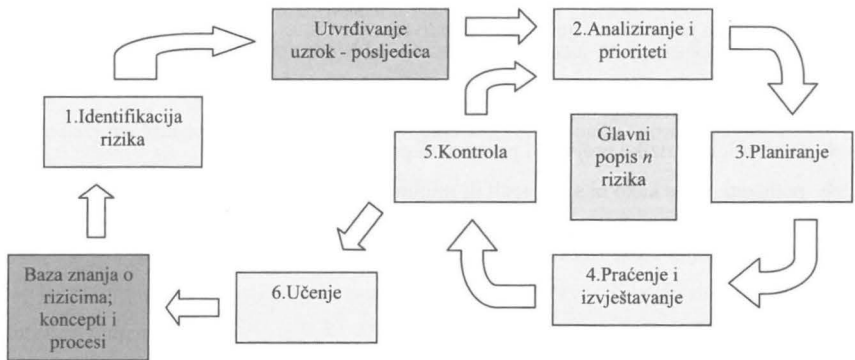 Utvrđivanje
uzrok - posljedica
2.Analiziranje i
prioriteti
1.Identifikacija
rizika
5.Kontrola
Glavni
popis n
rizika
3.Planiranje
Baza znanja o
rizicima;
koncepti i
procesi
6.Učenje
4.Praćenje i
izvještavanje